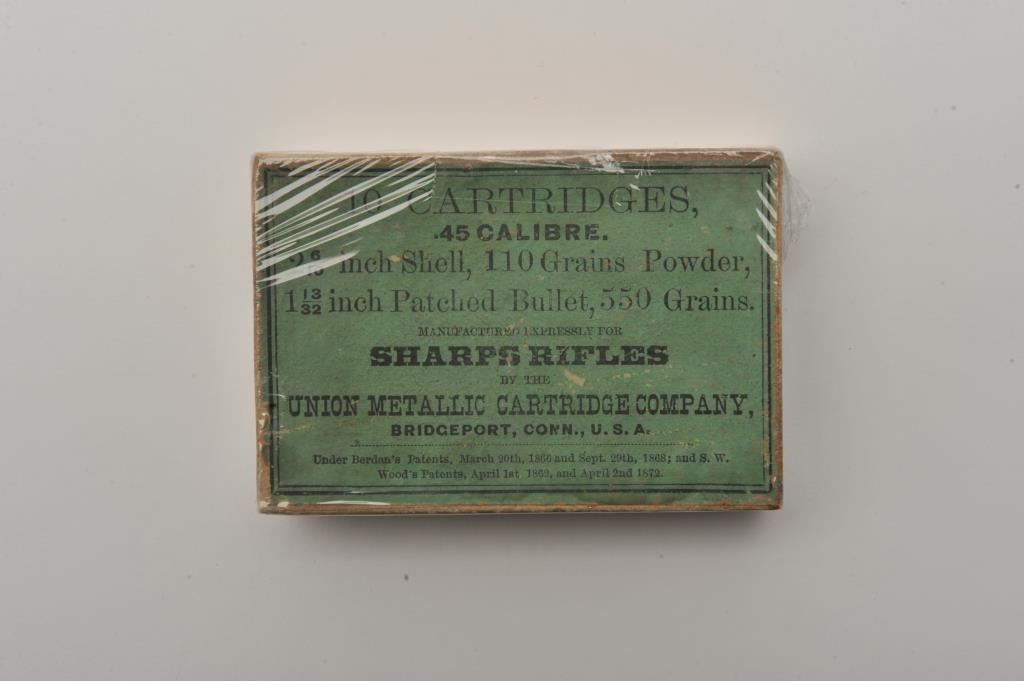 10 CARTRIDGES,
.45 CALIBRE.
2 6/10 inch Shell, 110 Grains Powder,
1 13/32 inch Patched Bullet, 550 Grains.
MANUFACTURED EXPRESSLY FOR
SHARPS RIFLES
BY THE
UNION METALLIC CARTRIDGE COMPANY,
BRIDGEPORT, CONN., U. S. A.
Under Berdan's Patents, March 20th, 1866 and Sept. 29th, 1868; and S. W.
Wood's Patents, April 1st 1862, and April 2nd 1872.